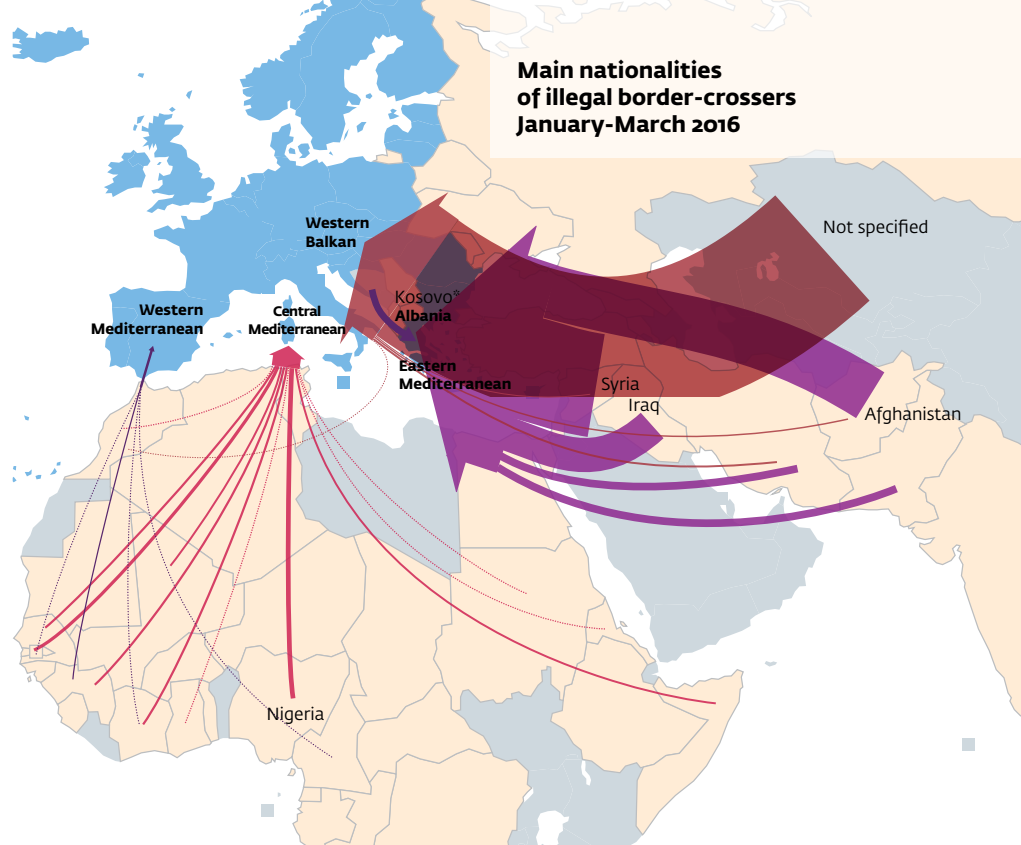 Main nationalities
of illegal border-crossers
January-March 2016
Western
Balkan
Not specified
Kosovo*
Albania
Western
Mediterranean
Central
Mediterranean
Eastern
Mediterranean
Syria
Iraq
Afghanistan
Nigeria